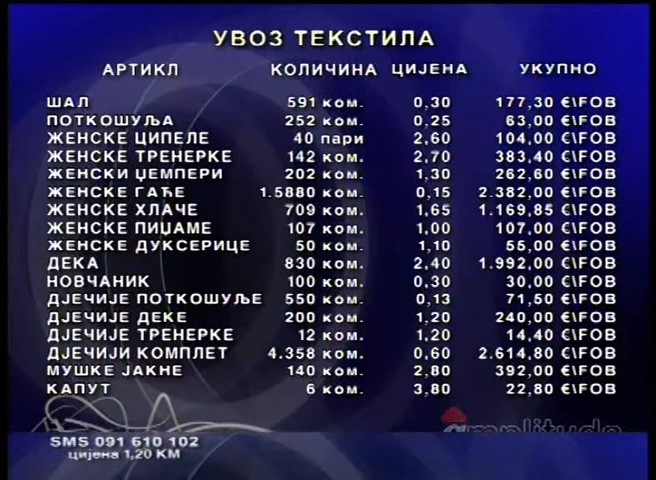 УВОЗ ТЕКСТИЛА
АРТИКЛ КОЛИЧИНА ЦИЈЕНА УКУПНО
ШАЛ 591 ком. 0,30 177,30 €\FOB
ПОТКОШУЉА 252 ком. 0,25 63,00 €\FOB
ЖЕНСКЕ ЦИПЕЛЕ 40 пари 2,60 104,00 €\FOB
ЖЕНСКЕ ТРЕНЕРКЕ 142 ком. 2,70 383,40 €\FOB
ЖЕНСКИ ЏЕМПЕРИ 202 ком. 1,30 262,60 €\FOB
ЖЕНСКЕ ГАЋЕ 1.5880 ком. 0,15 2.382,00 €\FOB
ЖЕНСКЕ ХЛАЧЕ 709 ком. 1,65 1.169,85 €\FOB
ЖЕНСКЕ ПИЏАМЕ 107 ком. 1,00 107,00 €\FOB
ЖЕНСКЕ ДУКСЕРИЦЕ 50 ком. 1,10 55,00 €\FOB
ДЕКА 830 ком. 2,40 1.992,00 €\FOB
НОВЧАНИК 100 ком. 0,30 30,00 €\FOB
ДЈЕЧИЈЕ ПОТКОШУЉЕ 550 ком. 0,13 71,50 €\FOB
ДЈЕЧИЈЕ ДЕКЕ 200 ком. 1,20 240,00 €\FOB
ДЈЕЧИЈЕ ТРЕНЕРКЕ 12 ком. 1,20 14,40 €\FOB
ДЈЕЧИЈИ КОМПЛЕТ 4.358 ком. 0,60 2.614,80 €\FOB
МУШКЕ ЈАКНЕ 140 ком. 2,80 392,00 €\FOB
КАПУТ 6 ком. 3,80 22,80 €\FOB
amplitude
SMS 091 610 102
цијена 1,20 КМ